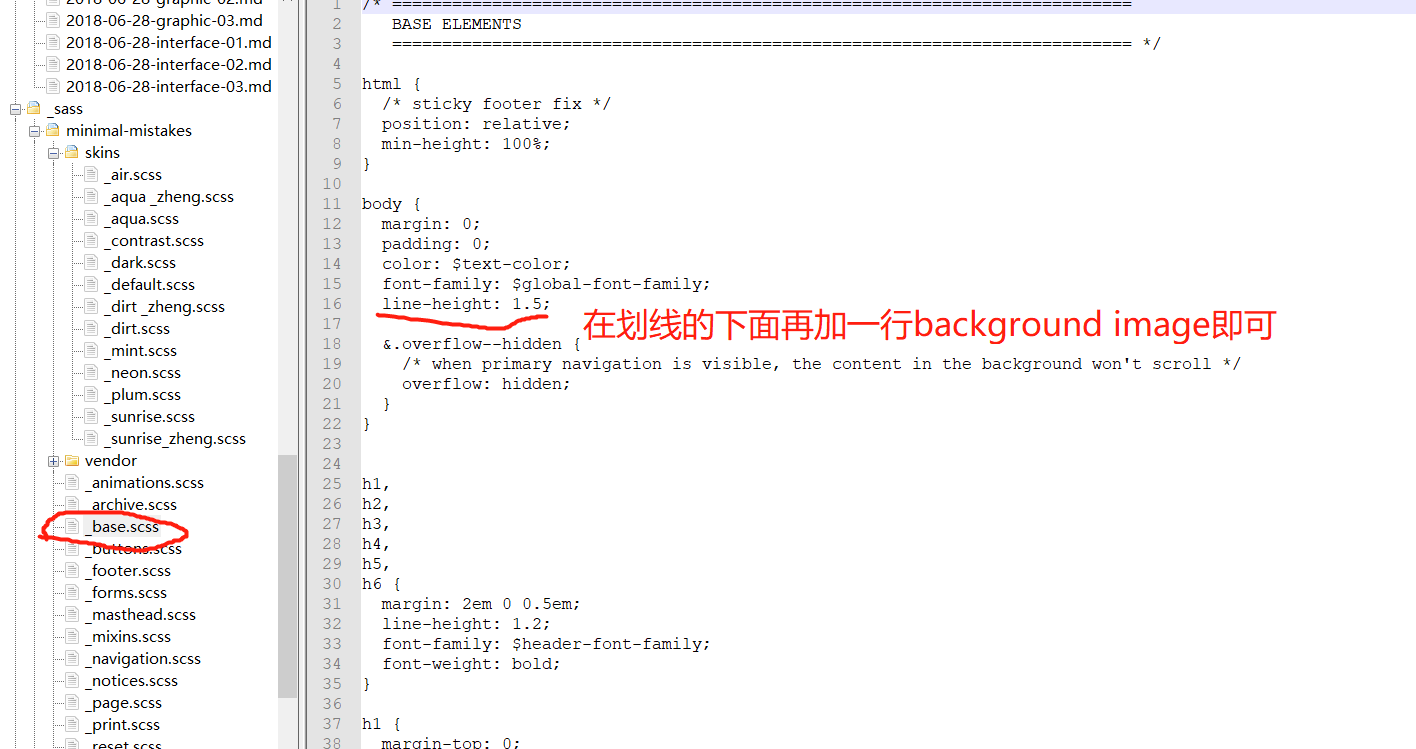 2018-06-28-graphic-02.md
2018-06-28-graphic-03.md
2018-06-28-interface-01.md
2018-06-28-interface-02.md
2018-06-28-interface-03.md
_sass
minimal-mistakes
skins
_air.scss
_aqua _zheng.scss
_aqua.scss
_contrast.scss
_dark.scss
_default.scss
_dirt _zheng.scss
_dirt.scss
_mint.scss
_neon.scss
_plum.scss
_sunrise.scss
_sunrise_zheng.scss
vendor
_animations.scss
_archive.scss
_base.scss
_buttons.scss
_footer.scss
_forms.scss
_masthead.scss
_mixins.scss
_navigation.scss
_notices.scss
_page.scss
_print.scss
_reset.scss
1 /* ==========================================================================
2    BASE ELEMENTS
3    ========================================================================== */
4
5 html {
6   /* sticky footer fix */
7   position: relative;
8   min-height: 100%;
9 }
10
11 body {
12   margin: 0;
13   padding: 0;
14   color: $text-color;
15   font-family: $global-font-family;
16   line-height: 1.5;
在划线的下面再加一行background image即可
17
18   &.overflow--hidden {
19     /* when primary navigation is visible, the content in the background won't scroll */
20     overflow: hidden;
21   }
22 }
23
24
25 h1,
26 h2,
27 h3,
28 h4,
29 h5,
30 h6 {
31   margin: 2em 0 0.5em;
32   line-height: 1.2;
33   font-family: $header-font-family;
34   font-weight: bold;
35 }
36
37 h1 {
38   margin-top: 0;